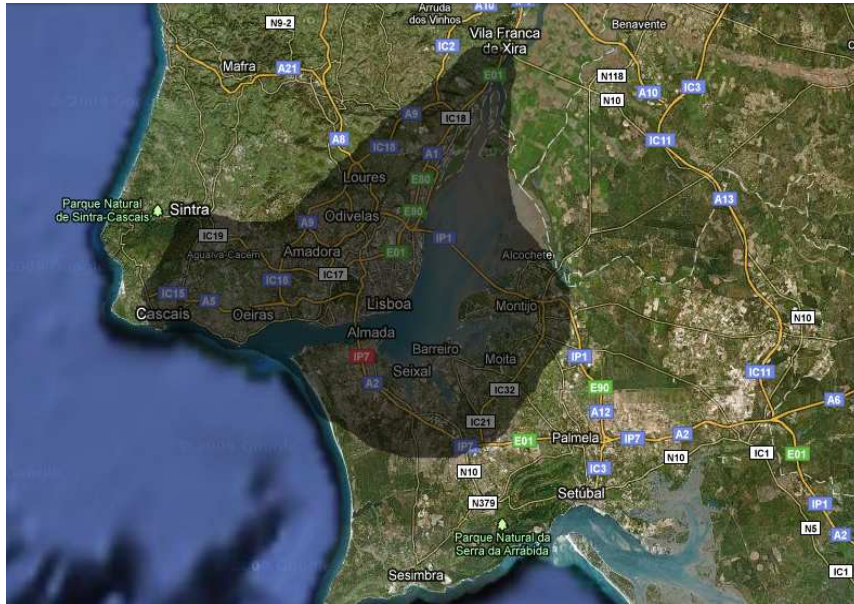 Arruda
dos Vinhos
A10
IP1
N9-2
IC2
Vila Franca
de Xira
Benavente
Mafra
A21
E01
N118
N10
A10
IC3
A9
IC18
A8
IC18
A1
IC11
Loures
E80
A13
Parque Natural
de Sintra-Cascais
Sintra
Odivelas
E80
A9
IC19
IP1
Agualva-Cacém
Amadora
E01
Alcochete
IC17
IC16
IC15
A5
Lisboa
Montijo
Cascais
Oeiras
N10
Almada
Barreiro
IP7
Moita
IP1
Seixal
IC11
A2
IC32
E90
A6
A12
IC21
IP7
E01
Palmela
IP7
A2
N10
IC1
E01
N10
IC3
Setúbal
N379
IP1
Parque Natural da
Serra da Arrábida
N5
A2
Sesimbra
IC1